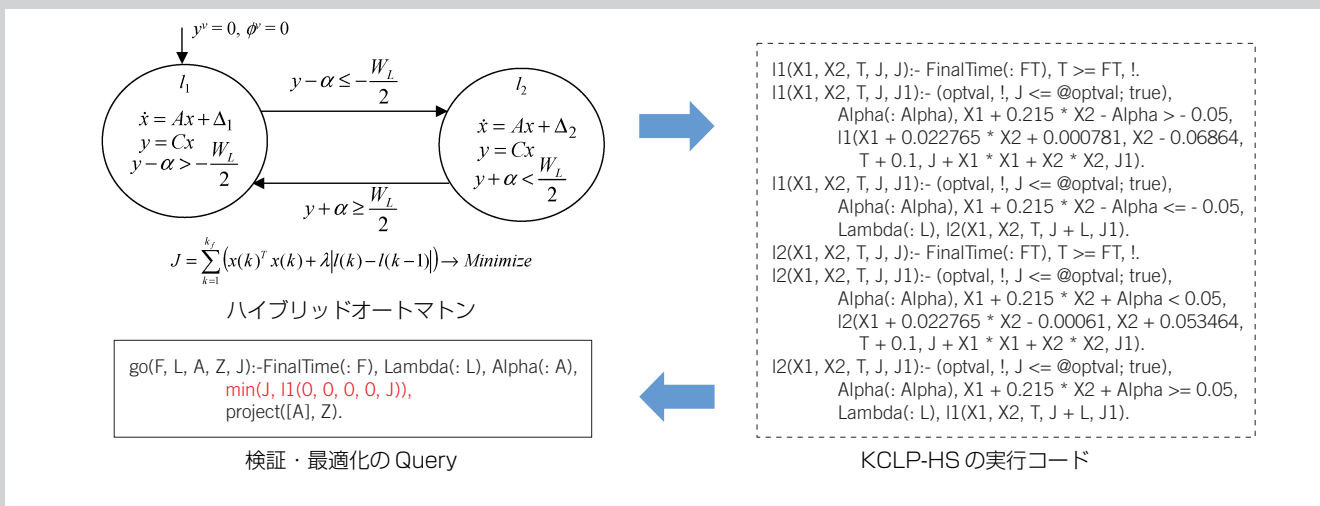 yᵛ = 0, ϕᵛ = 0
l₁
ẋ = Ax + Δ₁
y = Cx
y − α > −W_L/2
y − α ≤ −W_L/2
l₂
ẋ = Ax + Δ₂
y = Cx
y + α < W_L/2
y + α ≥ W_L/2
J = ∑_{k=1}^{k_f} (x(k)^T x(k) + λ|l(k) − l(k−1)|) → Minimize
ハイブリッドオートマトン
go(F, L, A, Z, J):-FinalTime(: F), Lambda(: L), Alpha(: A),
min(J, l1(0, 0, 0, 0, J)),
project([A], Z).
検証・最適化の Query
l1(X1, X2, T, J, J):- FinalTime(: FT), T >= FT, !.
l1(X1, X2, T, J, J1):- (optval, !, J <= @optval; true),
Alpha(: Alpha), X1 + 0.215 * X2 - Alpha > - 0.05,
l1(X1 + 0.022765 * X2 + 0.000781, X2 - 0.06864,
T + 0.1, J + X1 * X1 + X2 * X2, J1).
l1(X1, X2, T, J, J1):- (optval, !, J <= @optval; true),
Alpha(: Alpha), X1 + 0.215 * X2 - Alpha <= - 0.05,
Lambda(: L), l2(X1, X2, T, J + L, J1).
l2(X1, X2, T, J, J):- FinalTime(: FT), T >= FT, !.
l2(X1, X2, T, J, J1):- (optval, !, J <= @optval; true),
Alpha(: Alpha), X1 + 0.215 * X2 + Alpha < 0.05,
l2(X1 + 0.022765 * X2 - 0.00061, X2 + 0.053464,
T + 0.1, J + X1 * X1 + X2 * X2, J1).
l2(X1, X2, T, J, J1):- (optval, !, J <= @optval; true),
Alpha(: Alpha), X1 + 0.215 * X2 + Alpha >= 0.05,
Lambda(: L), l1(X1, X2, T, J + L, J1).
KCLP-HS の実行コード